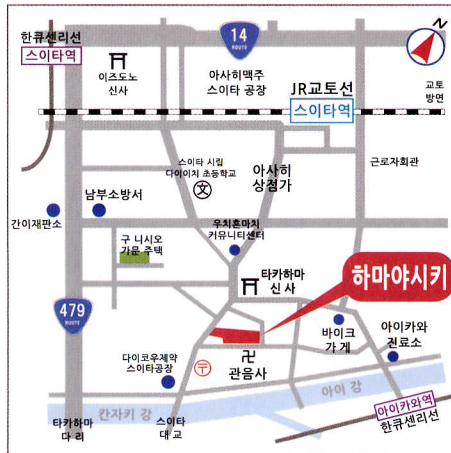 한큐센리선
스이타역
14
ROUTE
N
이즈도노
신사
아사히맥주
스이타 공장
JR교토선
스이타역
교토
방면
스이타 시립
다이이치 초등학교
文
아사히
상점가
근로자회관
남부소방서
간이재판소
우치혼마치
커뮤니티센터
구 니시오
가문 주택
타카하마
신사
하마야시키
479
ROUTE
바이크
가게
아이카와
진료소
다이코우제약
스이타공장
〒
卍
관음사
칸자키 강
아이 강
아이카와역
한큐센리선
타카하마
다리
스이타
대교